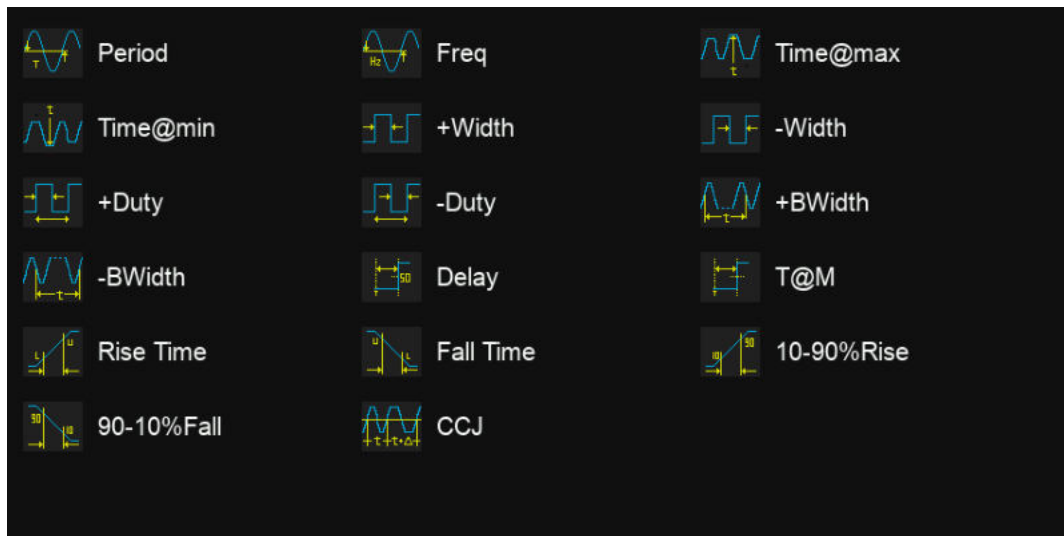 Period Freq Time@max
Time@min +Width -Width
+Duty -Duty +BWidth
-BWidth Delay T@M
Rise Time Fall Time 10-90%Rise
90-10%Fall CCJ